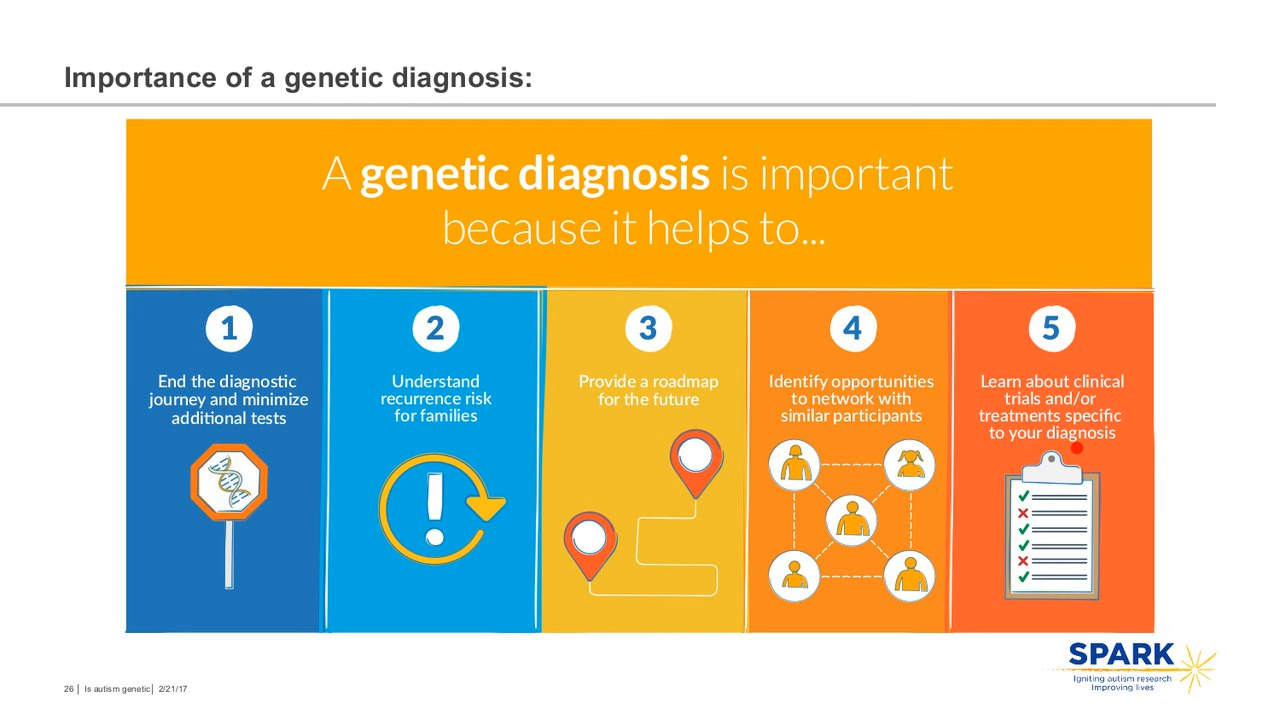 Importance of a genetic diagnosis:
A genetic diagnosis is important
because it helps to...
1
End the diagnostic
journey and minimize
additional tests
2
Understand
recurrence risk
for families
3
Provide a roadmap
for the future
4
Identify opportunities
to network with
similar participants
5
Learn about clinical
trials and/or
treatments specific
to your diagnosis
SPARK
Igniting autism research
Improving lives
26 | Is autism genetic| 2/21/17